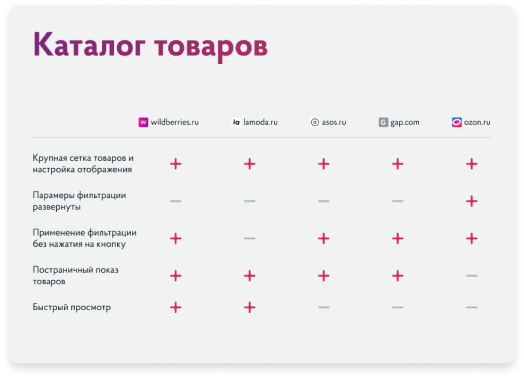 Каталог товаров
w wildberries.ru la lamoda.ru a asos.ru G gap.com ozon.ru
Крупная сетка товаров и
настройка отображения + + + + +
Парамеры фильтрации
развернуты — — — — +
Применение фильтрации
без нажатия на кнопку + — + + +
Постраничный показ
товаров + + + + —
Быстрый просмотр + + — — —